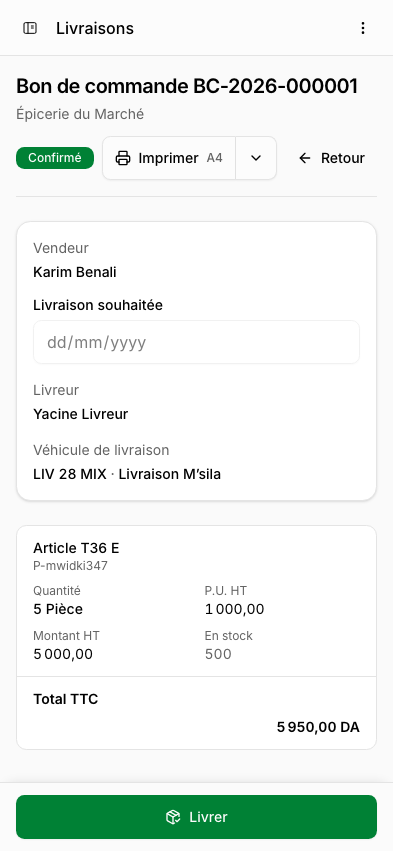 Livraisons
Bon de commande BC-2026-000001
Épicerie du Marché
Confirmé
Imprimer A4
Retour
Vendeur
Karim Benali
Livraison souhaitée
dd/mm/yyyy
Livreur
Yacine Livreur
Véhicule de livraison
LIV 28 MIX · Livraison M’sila
Article T36 E
P-mwidki347
Quantité P.U. HT
5 Pièce 1 000,00
Montant HT En stock
5 000,00 500
Total TTC
5 950,00 DA
Livrer